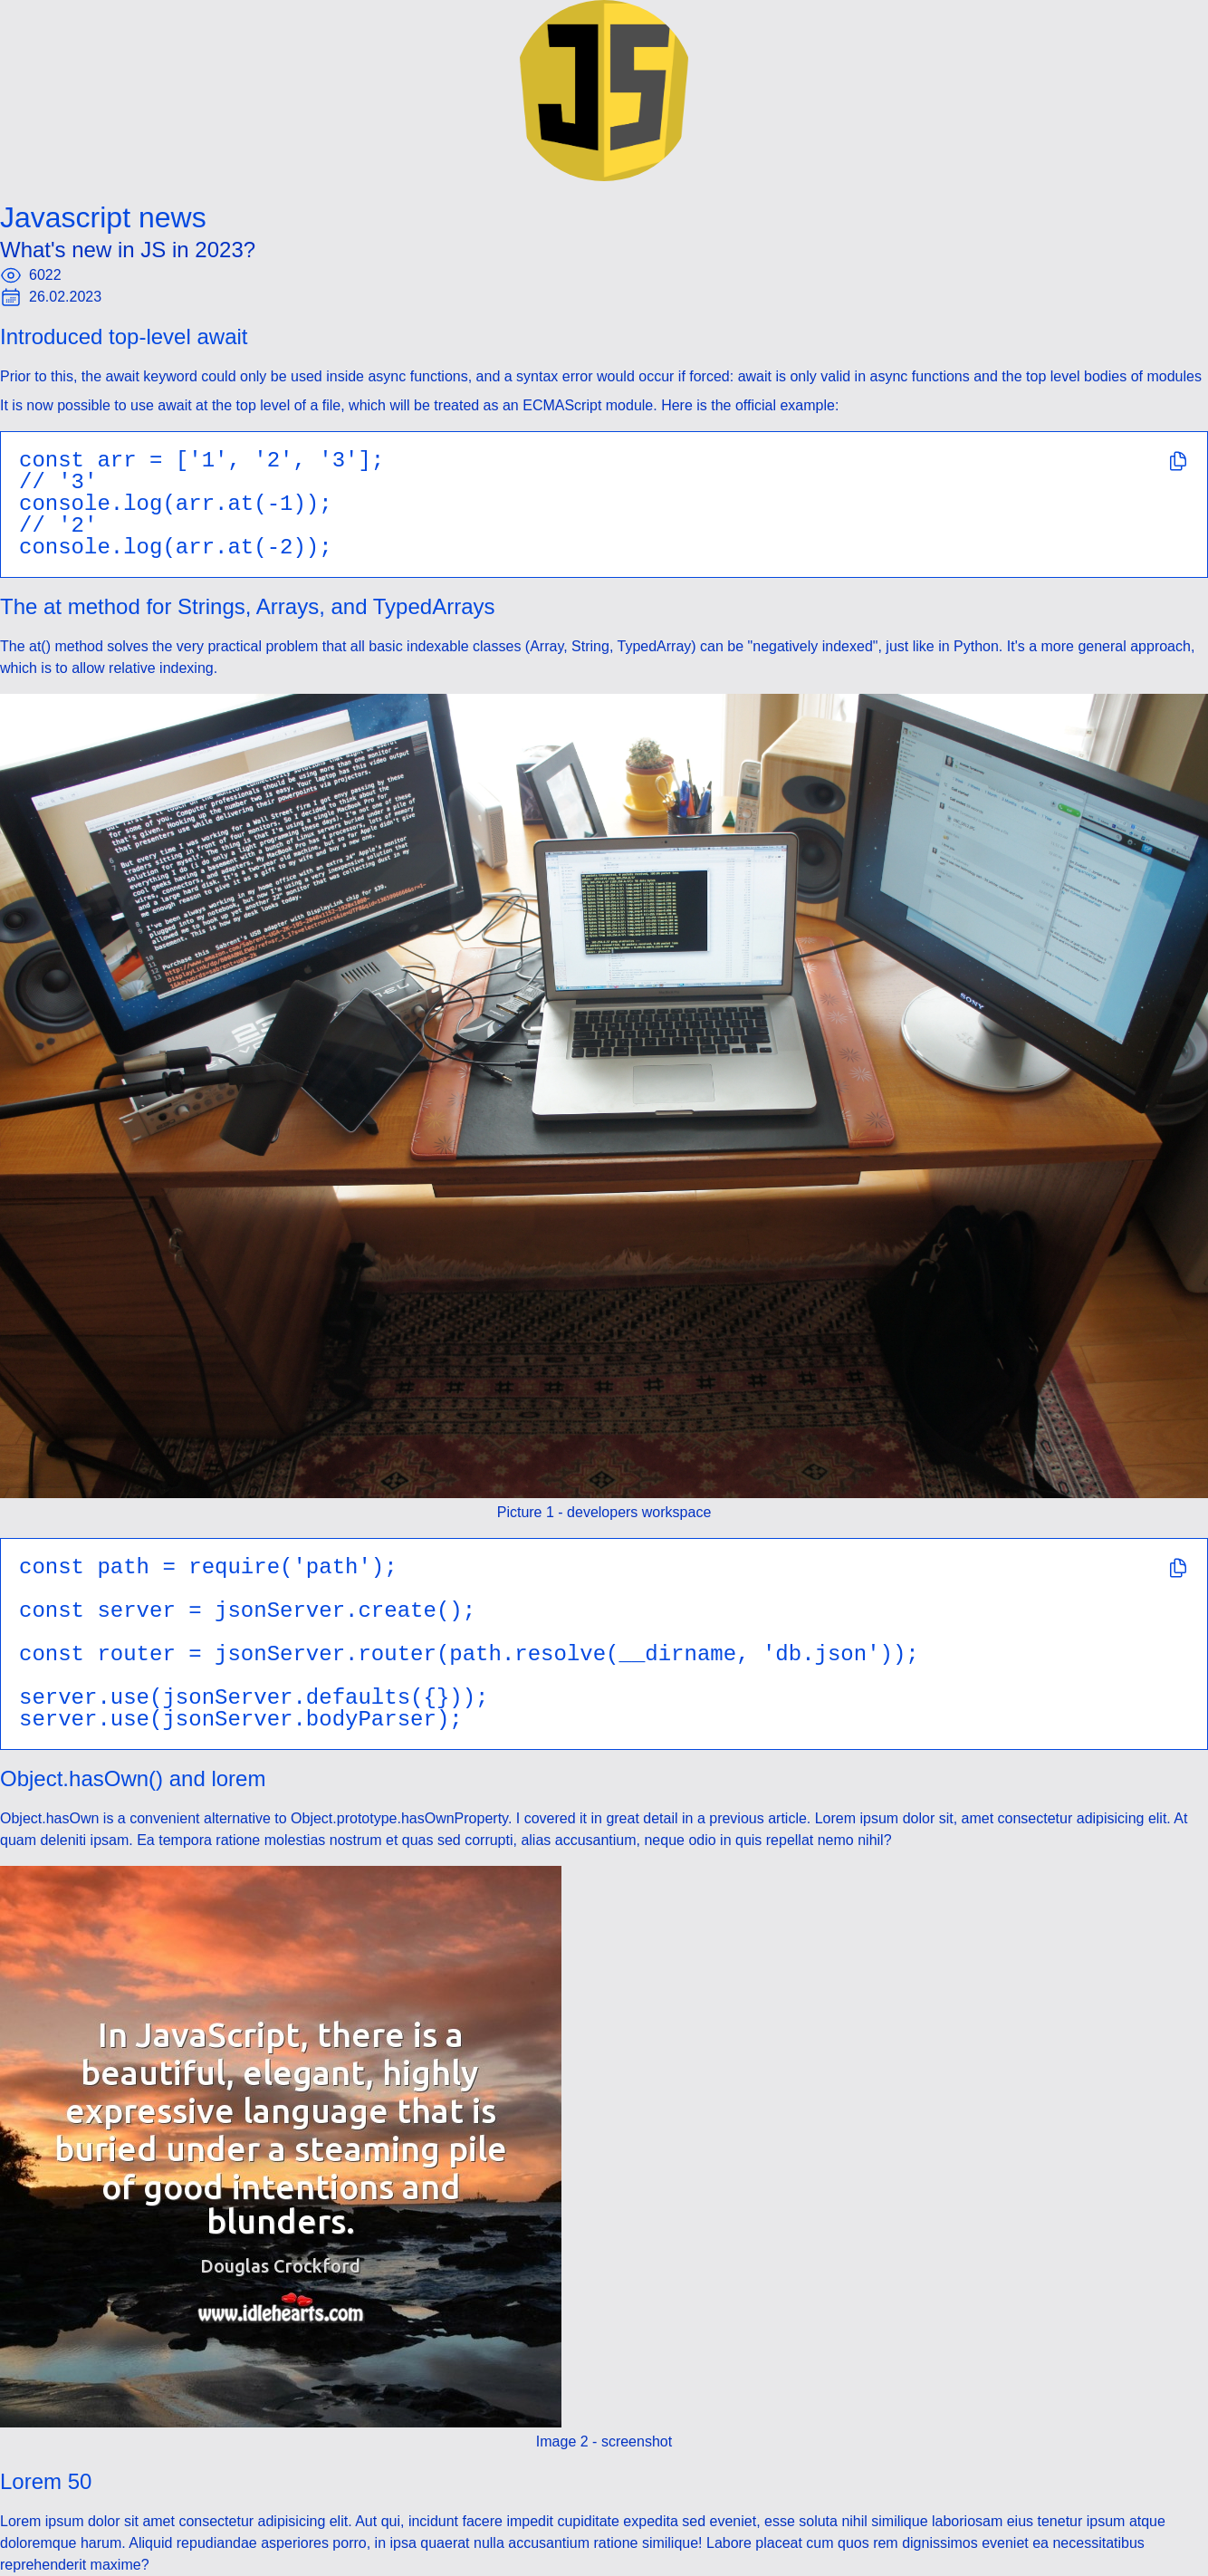 JS
Javascript news
What's new in JS in 2023?
6022
26.02.2023
Introduced top-level await
Prior to this, the await keyword could only be used inside async functions, and a syntax error would occur if forced: await is only valid in async functions and the top level bodies of modules
It is now possible to use await at the top level of a file, which will be treated as an ECMAScript module. Here is the official example:
const arr = ['1', '2', '3'];
// '3'
console.log(arr.at(-1));
// '2'
console.log(arr.at(-2));
The at method for Strings, Arrays, and TypedArrays
The at() method solves the very practical problem that all basic indexable classes (Array, String, TypedArray) can be "negatively indexed", just like in Python. It's a more general approach,
which is to allow relative indexing.
SONY
Picture 1 - developers workspace
const path = require('path');
const server = jsonServer.create();
const router = jsonServer.router(path.resolve(__dirname, 'db.json'));
server.use(jsonServer.defaults({}));
server.use(jsonServer.bodyParser);
Object.hasOwn() and lorem
Object.hasOwn is a convenient alternative to Object.prototype.hasOwnProperty. I covered it in great detail in a previous article. Lorem ipsum dolor sit, amet consectetur adipisicing elit. At
quam deleniti ipsam. Ea tempora ratione molestias nostrum et quas sed corrupti, alias accusantium, neque odio in quis repellat nemo nihil?
In JavaScript, there is a
beautiful, elegant, highly
expressive language that is
buried under a steaming pile
of good intentions and
blunders.
Douglas Crockford
www.idlehearts.com
Image 2 - screenshot
Lorem 50
Lorem ipsum dolor sit amet consectetur adipisicing elit. Aut qui, incidunt facere impedit cupiditate expedita sed eveniet, esse soluta nihil similique laboriosam eius tenetur ipsum atque
doloremque harum. Aliquid repudiandae asperiores porro, in ipsa quaerat nulla accusantium ratione similique! Labore placeat cum quos rem dignissimos eveniet ea necessitatibus
reprehenderit maxime?